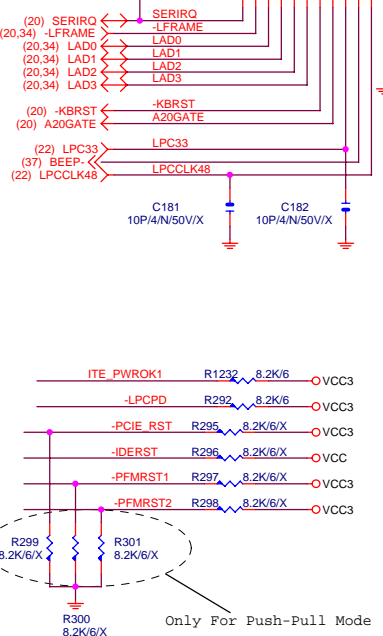 (20) SERIRQ SERIRQ
(20,34) -LFRAME -LFRAME
(20,34) LAD0 LAD0
(20,34) LAD1 LAD1
(20,34) LAD2 LAD2
(20,34) LAD3 LAD3
(20) -KBRST -KBRST
(20) A20GATE A20GATE
(22) LPC33 LPC33
(37) BEEP-
(22) LPCCLK48 LPCCLK48
C181 C182
10P/4/N/50V/X 10P/4/N/50V/X
ITE_PWROK1 R1232 8.2K/6 VCC3
-LPCPD R292 8.2K/6 VCC3
-PCIE_RST R295 8.2K/6/X VCC3
-IDERST R296 8.2K/6/X VCC
-PFMRST1 R297 8.2K/6/X VCC3
-PFMRST2 R298 8.2K/6/X VCC3
R299 R301
8.2K/6/X 8.2K/6/X
R300
8.2K/6/X
Only For Push-Pull Mode